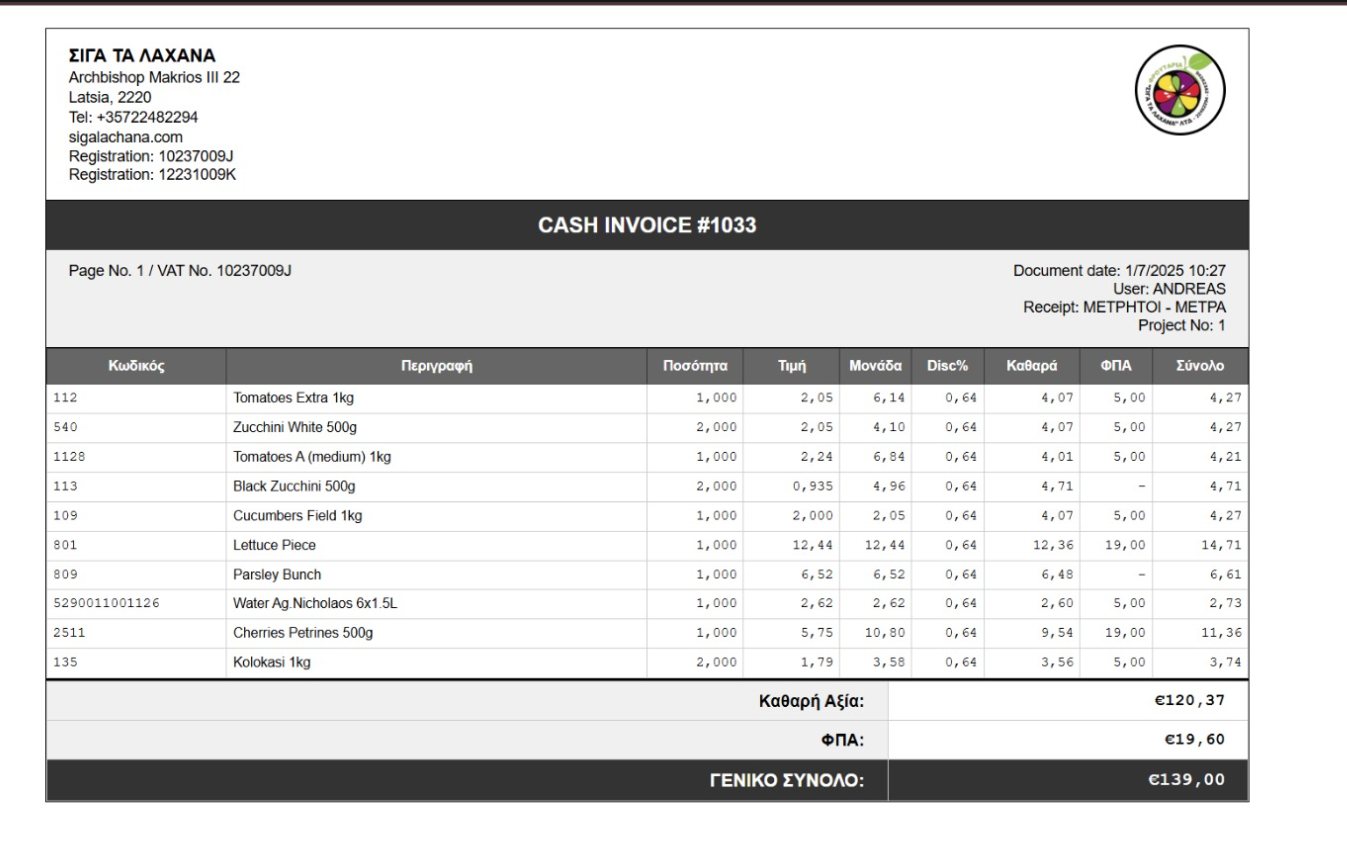 ΣΙΓΑ ΤΑ ΛΑΧΑΝΑ
Archbishop Makrios III 22
Latsia, 2220
Tel: +35722482294
sigalachana.com
Registration: 10237009J
Registration: 12231009K
ΦΡΟΥΤΑΡΙΑ
"ΣΙΓΑ ΤΑ ΛΑΧΑΝΑ" ΛΤΔ
CASH INVOICE #1033
Page No. 1 / VAT No. 10237009J
Document date: 1/7/2025 10:27
User: ANDREAS
Receipt: ΜΕΤΡΗΤΟΙ - ΜΕΤΡΑ
Project No: 1
Κωδικός Περιγραφή Ποσότητα Τιμή Μονάδα Disc% Καθαρά ΦΠΑ Σύνολο
112 Tomatoes Extra 1kg 1,000 2,05 6,14 0,64 4,07 5,00 4,27
540 Zucchini White 500g 2,000 2,05 4,10 0,64 4,07 5,00 4,27
1128 Tomatoes A (medium) 1kg 1,000 2,24 6,84 0,64 4,01 5,00 4,21
113 Black Zucchini 500g 2,000 0,935 4,96 0,64 4,71 – 4,71
109 Cucumbers Field 1kg 1,000 2,000 2,05 0,64 4,07 5,00 4,27
801 Lettuce Piece 1,000 12,44 12,44 0,64 12,36 19,00 14,71
809 Parsley Bunch 1,000 6,52 6,52 0,64 6,48 – 6,61
5290011001126 Water Ag.Nicholaos 6x1.5L 1,000 2,62 2,62 0,64 2,60 5,00 2,73
2511 Cherries Petrines 500g 1,000 5,75 10,80 0,64 9,54 19,00 11,36
135 Kolokasi 1kg 2,000 1,79 3,58 0,64 3,56 5,00 3,74
Καθαρή Αξία: €120,37
ΦΠΑ: €19,60
ΓΕΝΙΚΟ ΣΥΝΟΛΟ: €139,00